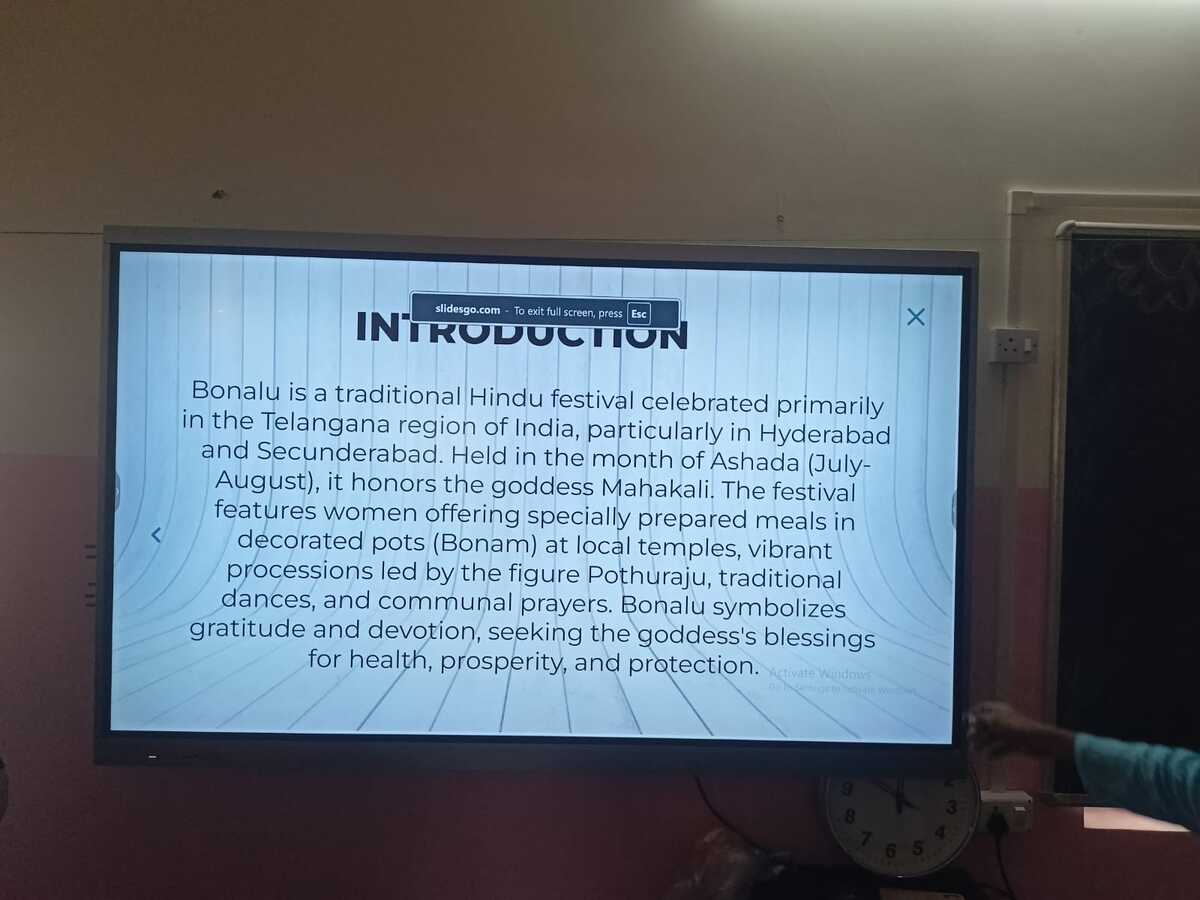 slidesgo.com - To exit full screen, press Esc
INTRODUCTION
Bonalu is a traditional Hindu festival celebrated primarily
in the Telangana region of India, particularly in Hyderabad
and Secunderabad. Held in the month of Ashada (July-
August), it honors the goddess Mahakali. The festival
features women offering specially prepared meals in
decorated pots (Bonam) at local temples, vibrant
processions led by the figure Pothuraju, traditional
dances, and communal prayers. Bonalu symbolizes
gratitude and devotion, seeking the goddess's blessings
for health, prosperity, and protection.
Activate Windows
Go to Settings to activate Windows.
9 2
8 3
7 4
6 5